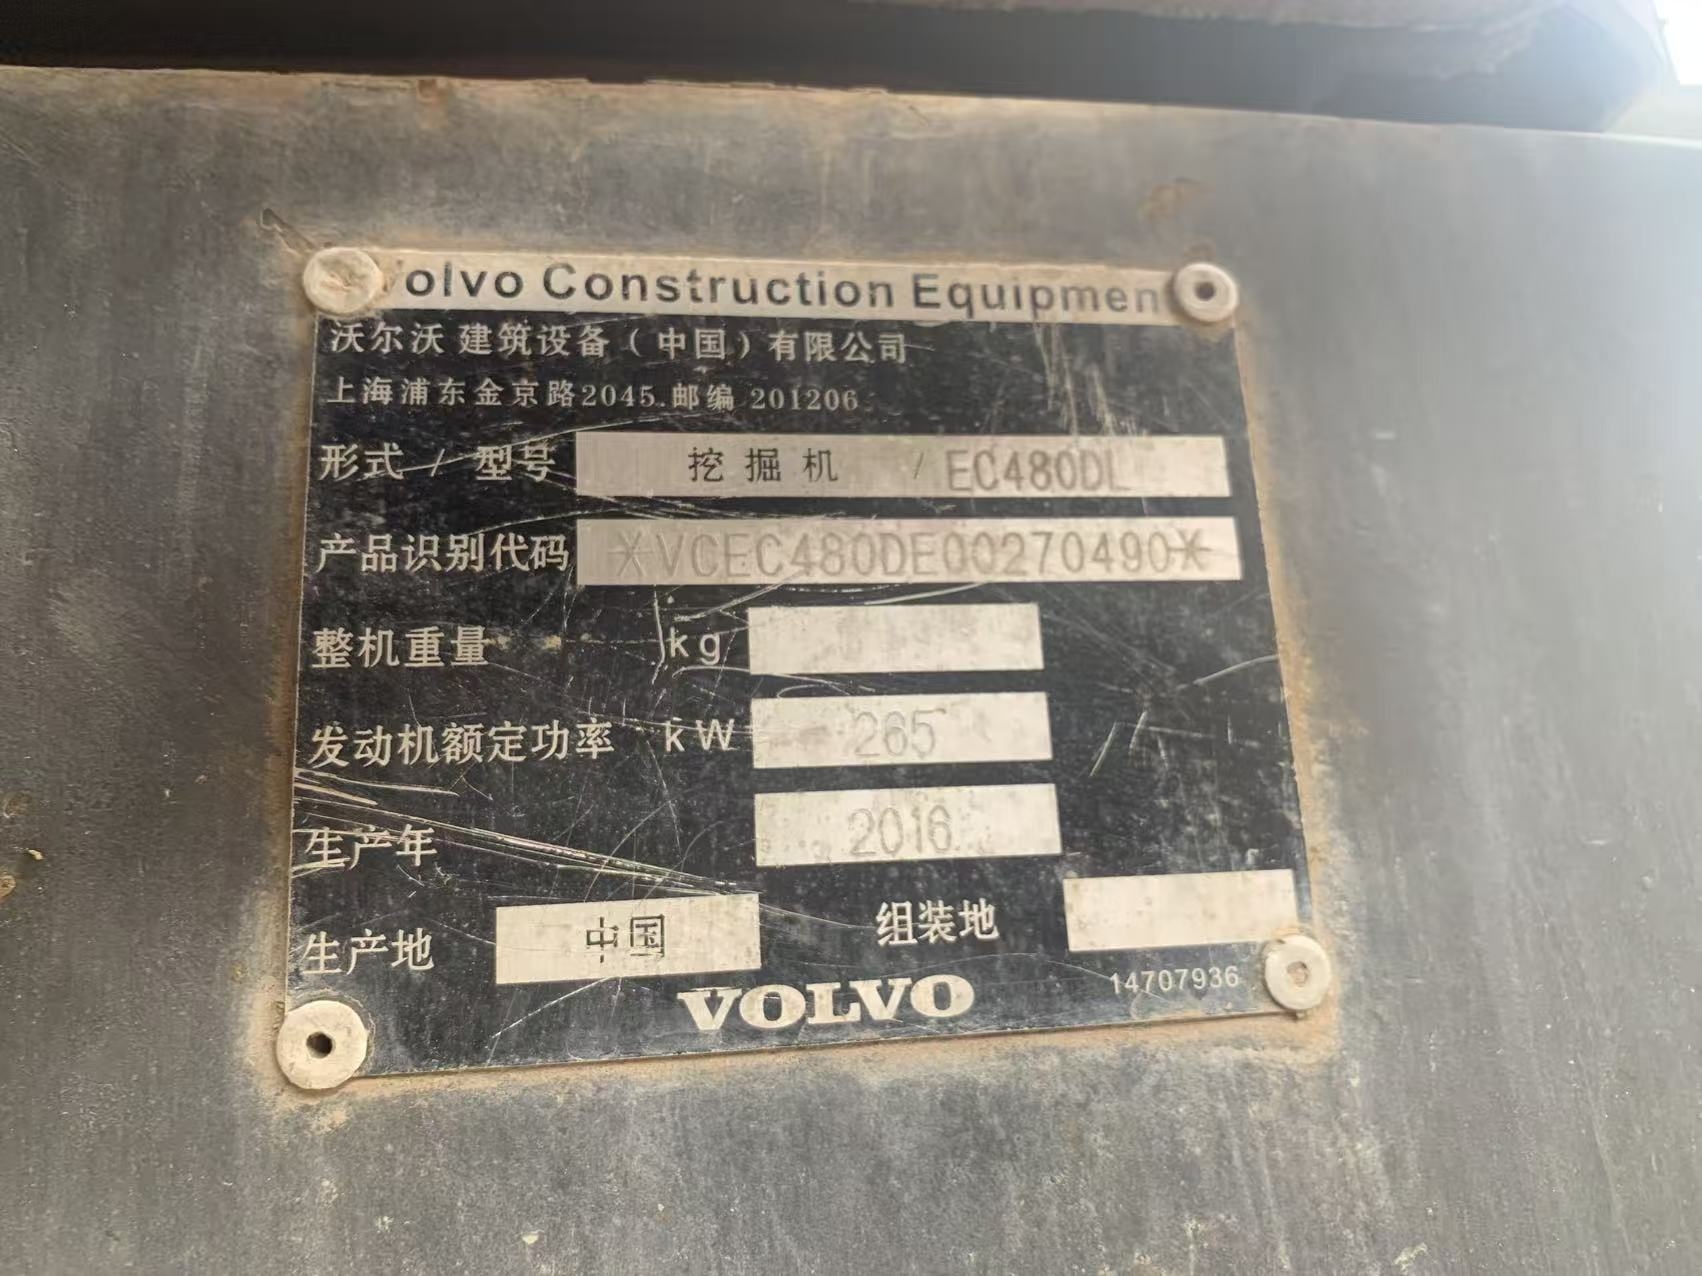 olvo Construction Equipmen
沃尔沃 建筑设备（中国）有限公司
上海浦东金京路2045.邮编 201206
形式 / 型号 挖掘机 / EC480DL
产品识别代码 *VCEC480DE00270490*
整机重量 kg
发动机额定功率 kW 265
生产年 2016
生产地 中国 组装地
VOLVO 14707936